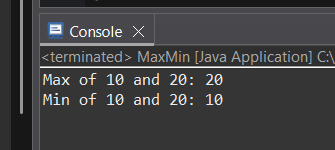 Console
<terminated> MaxMin [Java Application] C:\
Max of 10 and 20: 20
Min of 10 and 20: 10